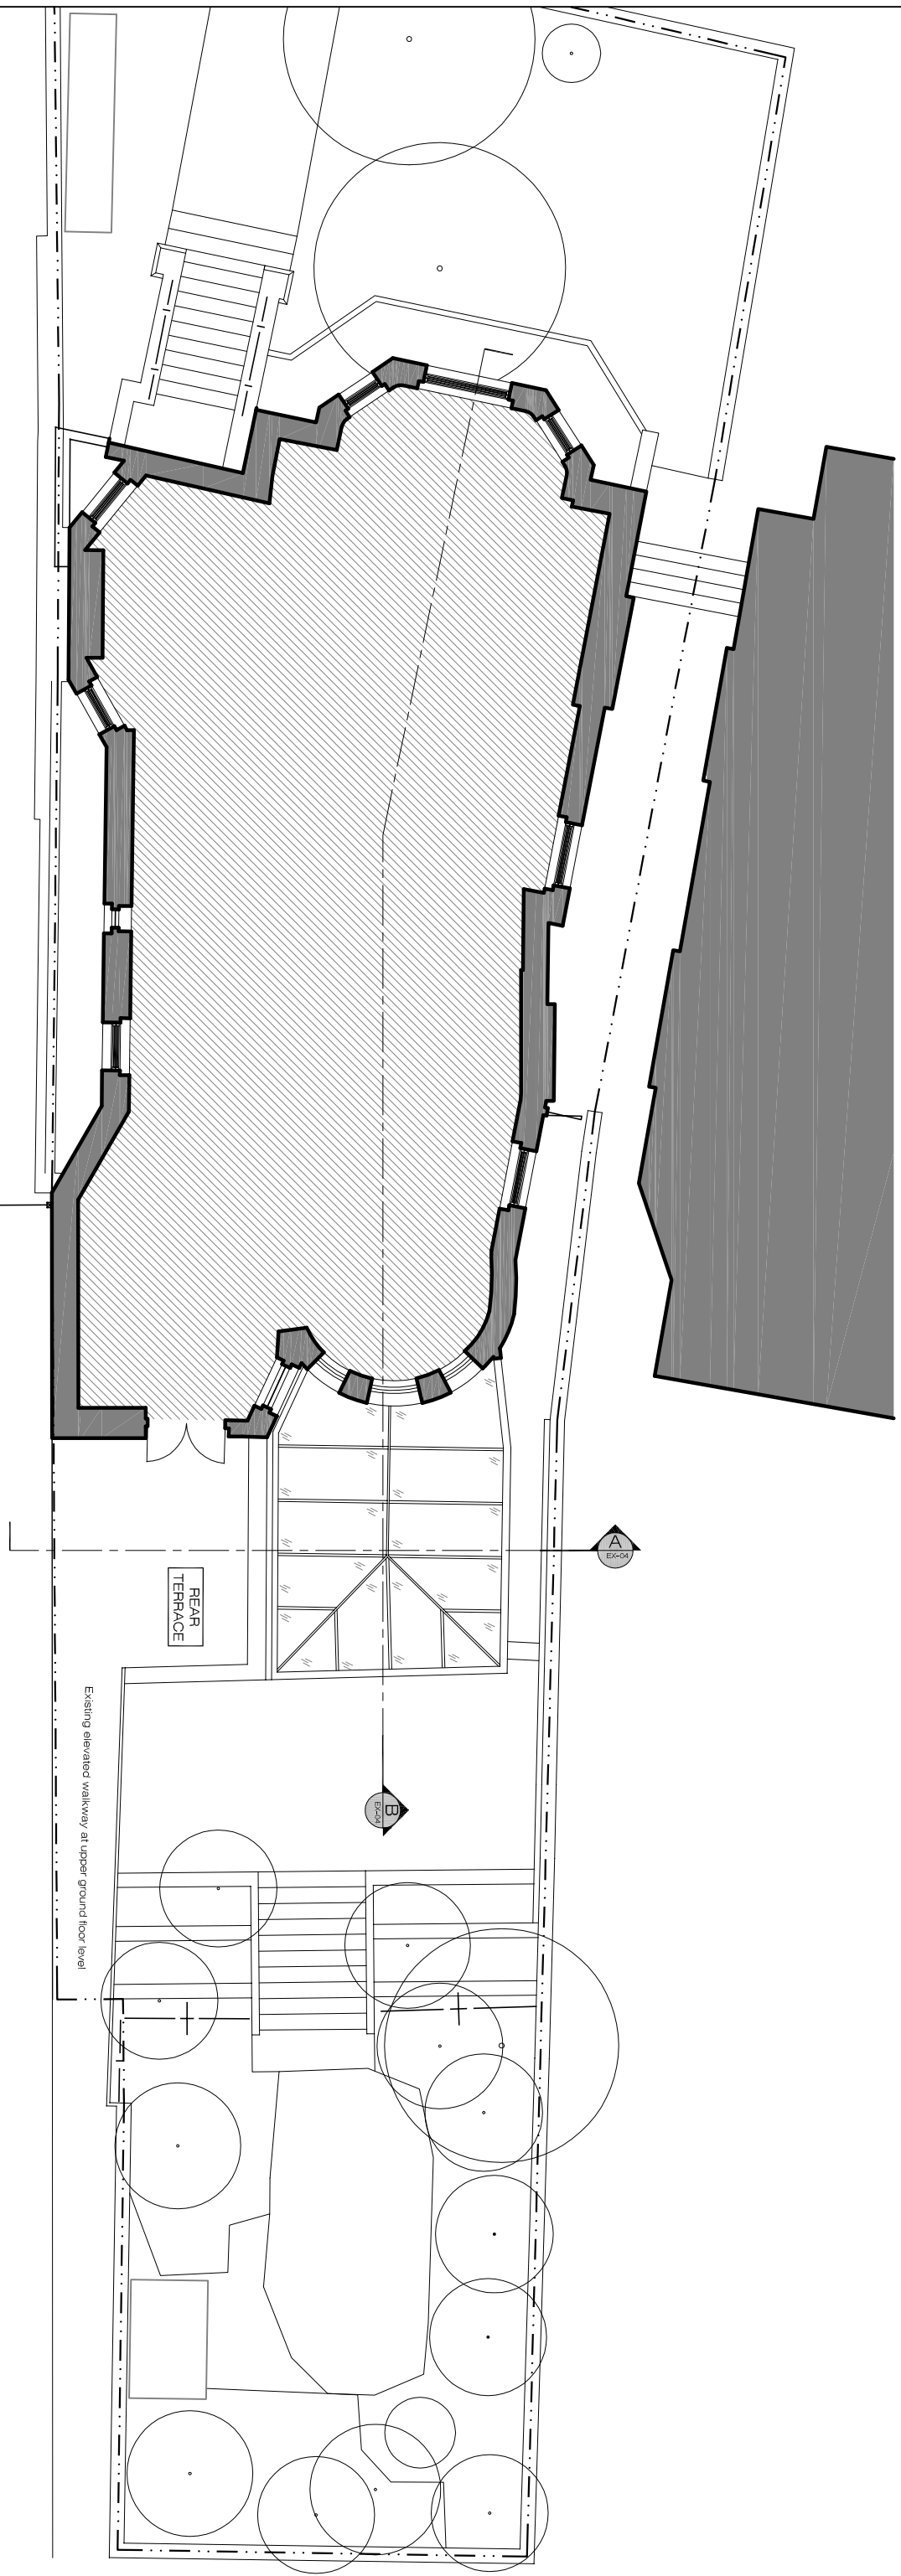 A
EX-04
REAR
TERRACE
Existing elevated walkway at upper ground floor level
B
EX-04